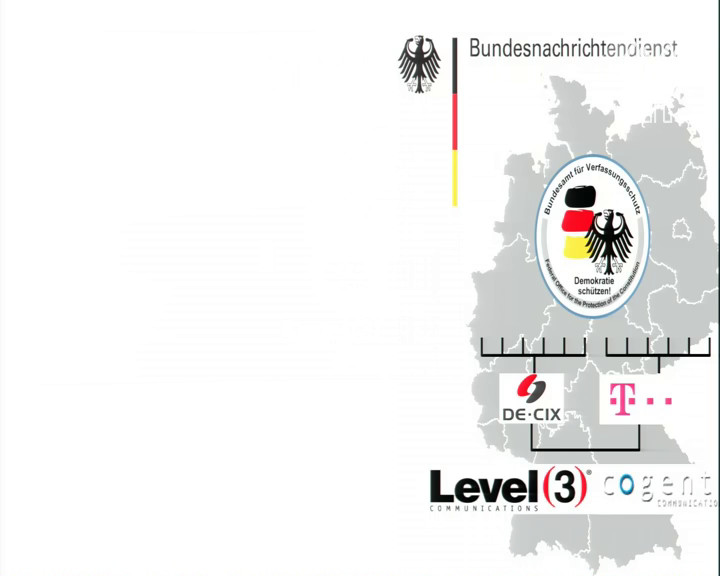 Bundesnachrichtendienst
Bundesamt für Verfassungsschutz
Demokratie
schützen!
Federal Office for the Protection of the Constitution
DE·CIX
T··
Level(3)®
COMMUNICATIONS
cogent